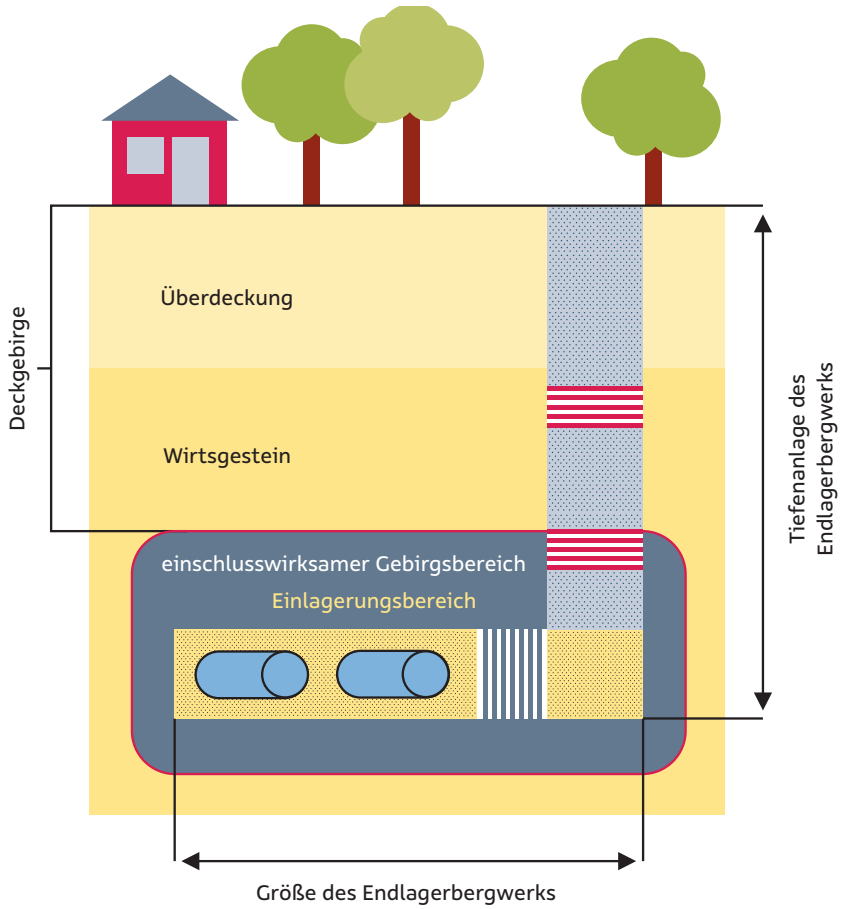 Überdeckung
Deckgebirge
Wirtsgestein
Tiefenanlage des
Endlagerbergwerks
einschlusswirksamer Gebirgsbereich
Einlagerungsbereich
Größe des Endlagerbergwerks